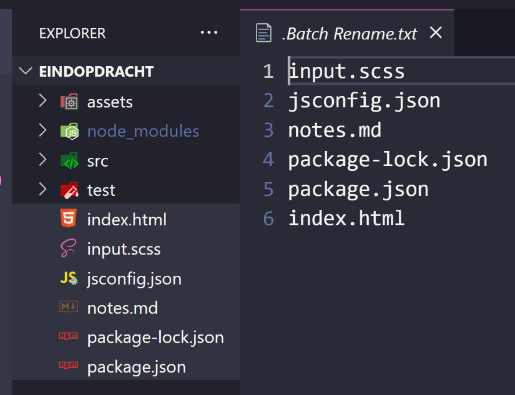 EXPLORER
...
EINDOPDRACHT
assets
node_modules
src
test
index.html
input.scss
JS jsconfig.json
notes.md
package-lock.json
package.json
.Batch Rename.txt
1 input.scss
2 jsconfig.json
3 notes.md
4 package-lock.json
5 package.json
6 index.html